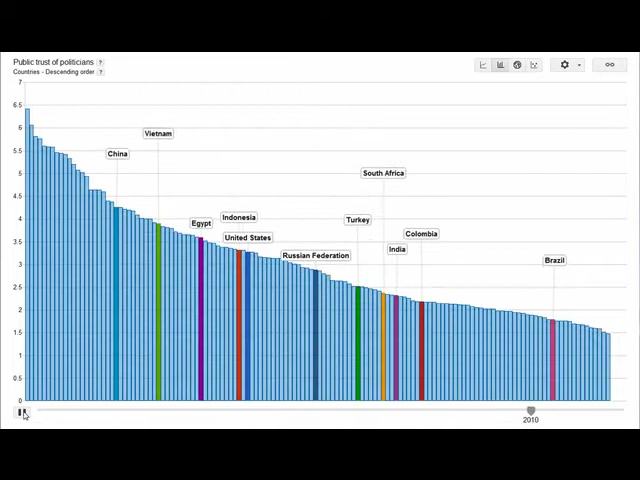 Public trust of politicians ?
Countries - Descending order ?
7
6.5
6
5.5
5
4.5
4
3.5
3
2.5
2
1.5
1
0.5
0
Vietnam
China
South Africa
Indonesia
Turkey
Egypt
United States
Colombia
India
Russian Federation
Brazil
2010